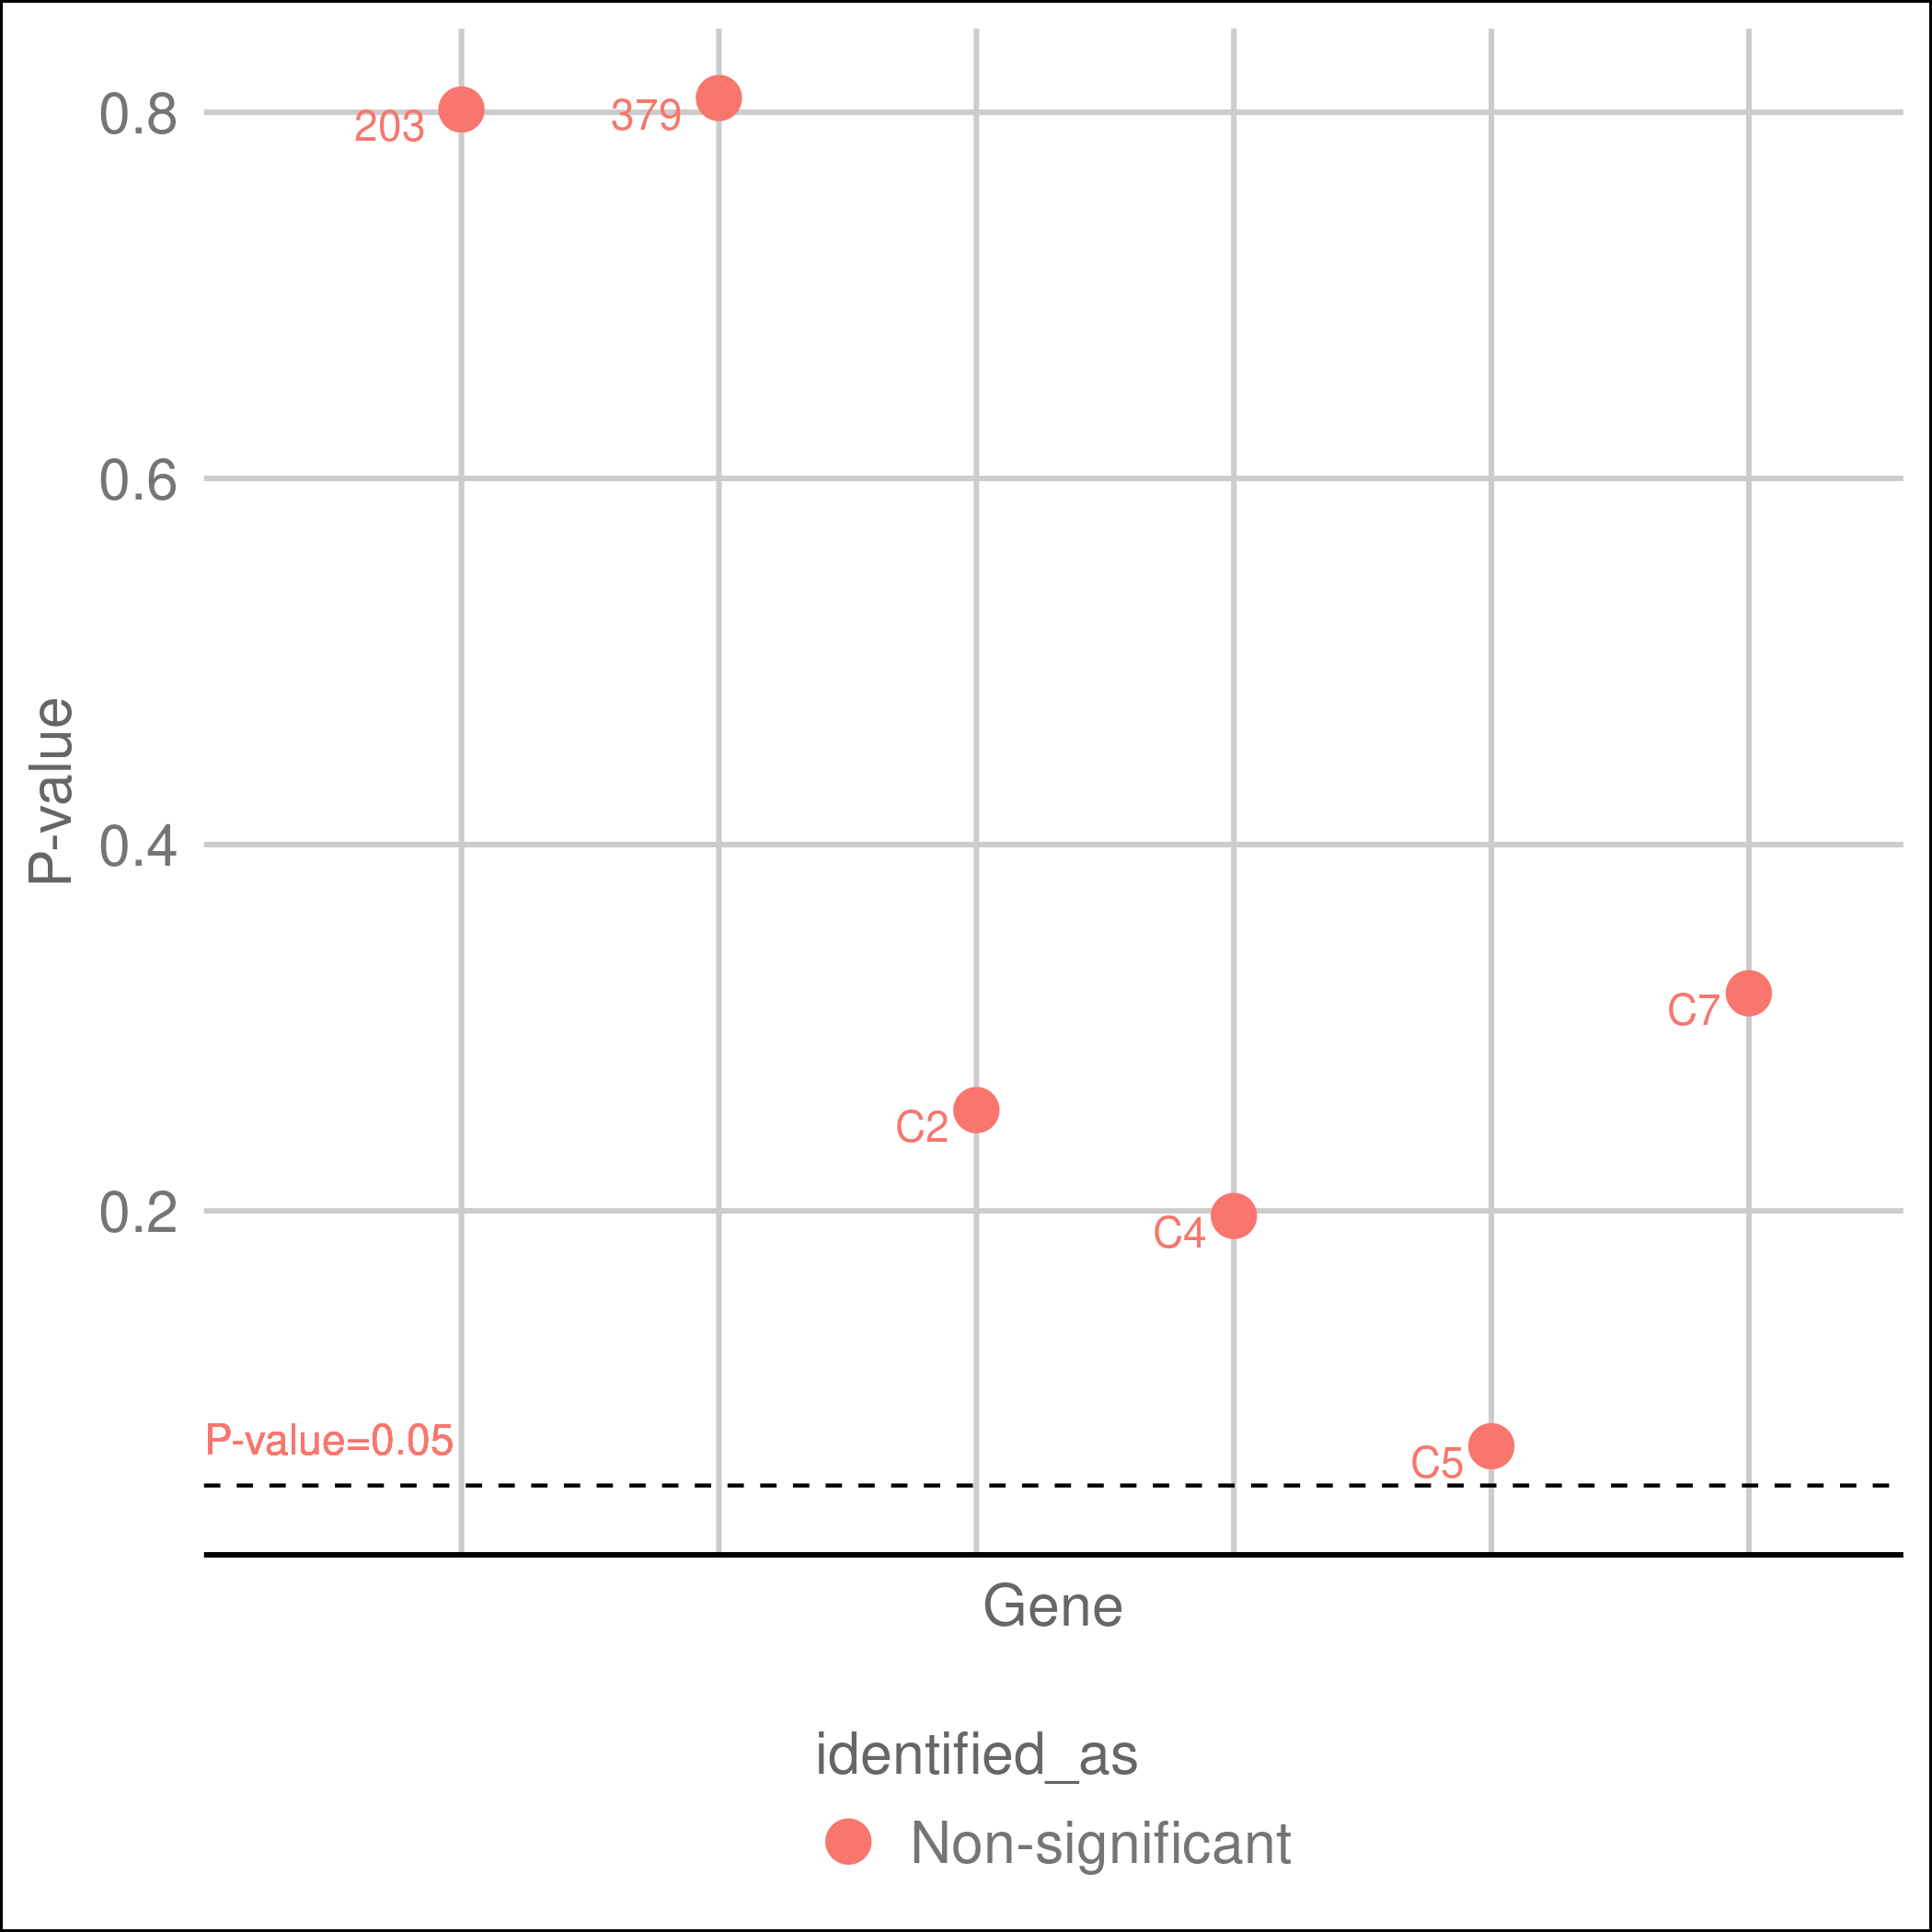 0.8
203
379
0.6
P-value
0.4
C7
C2
0.2
C4
P-value=0.05
C5
Gene
identified_as
Non-significant